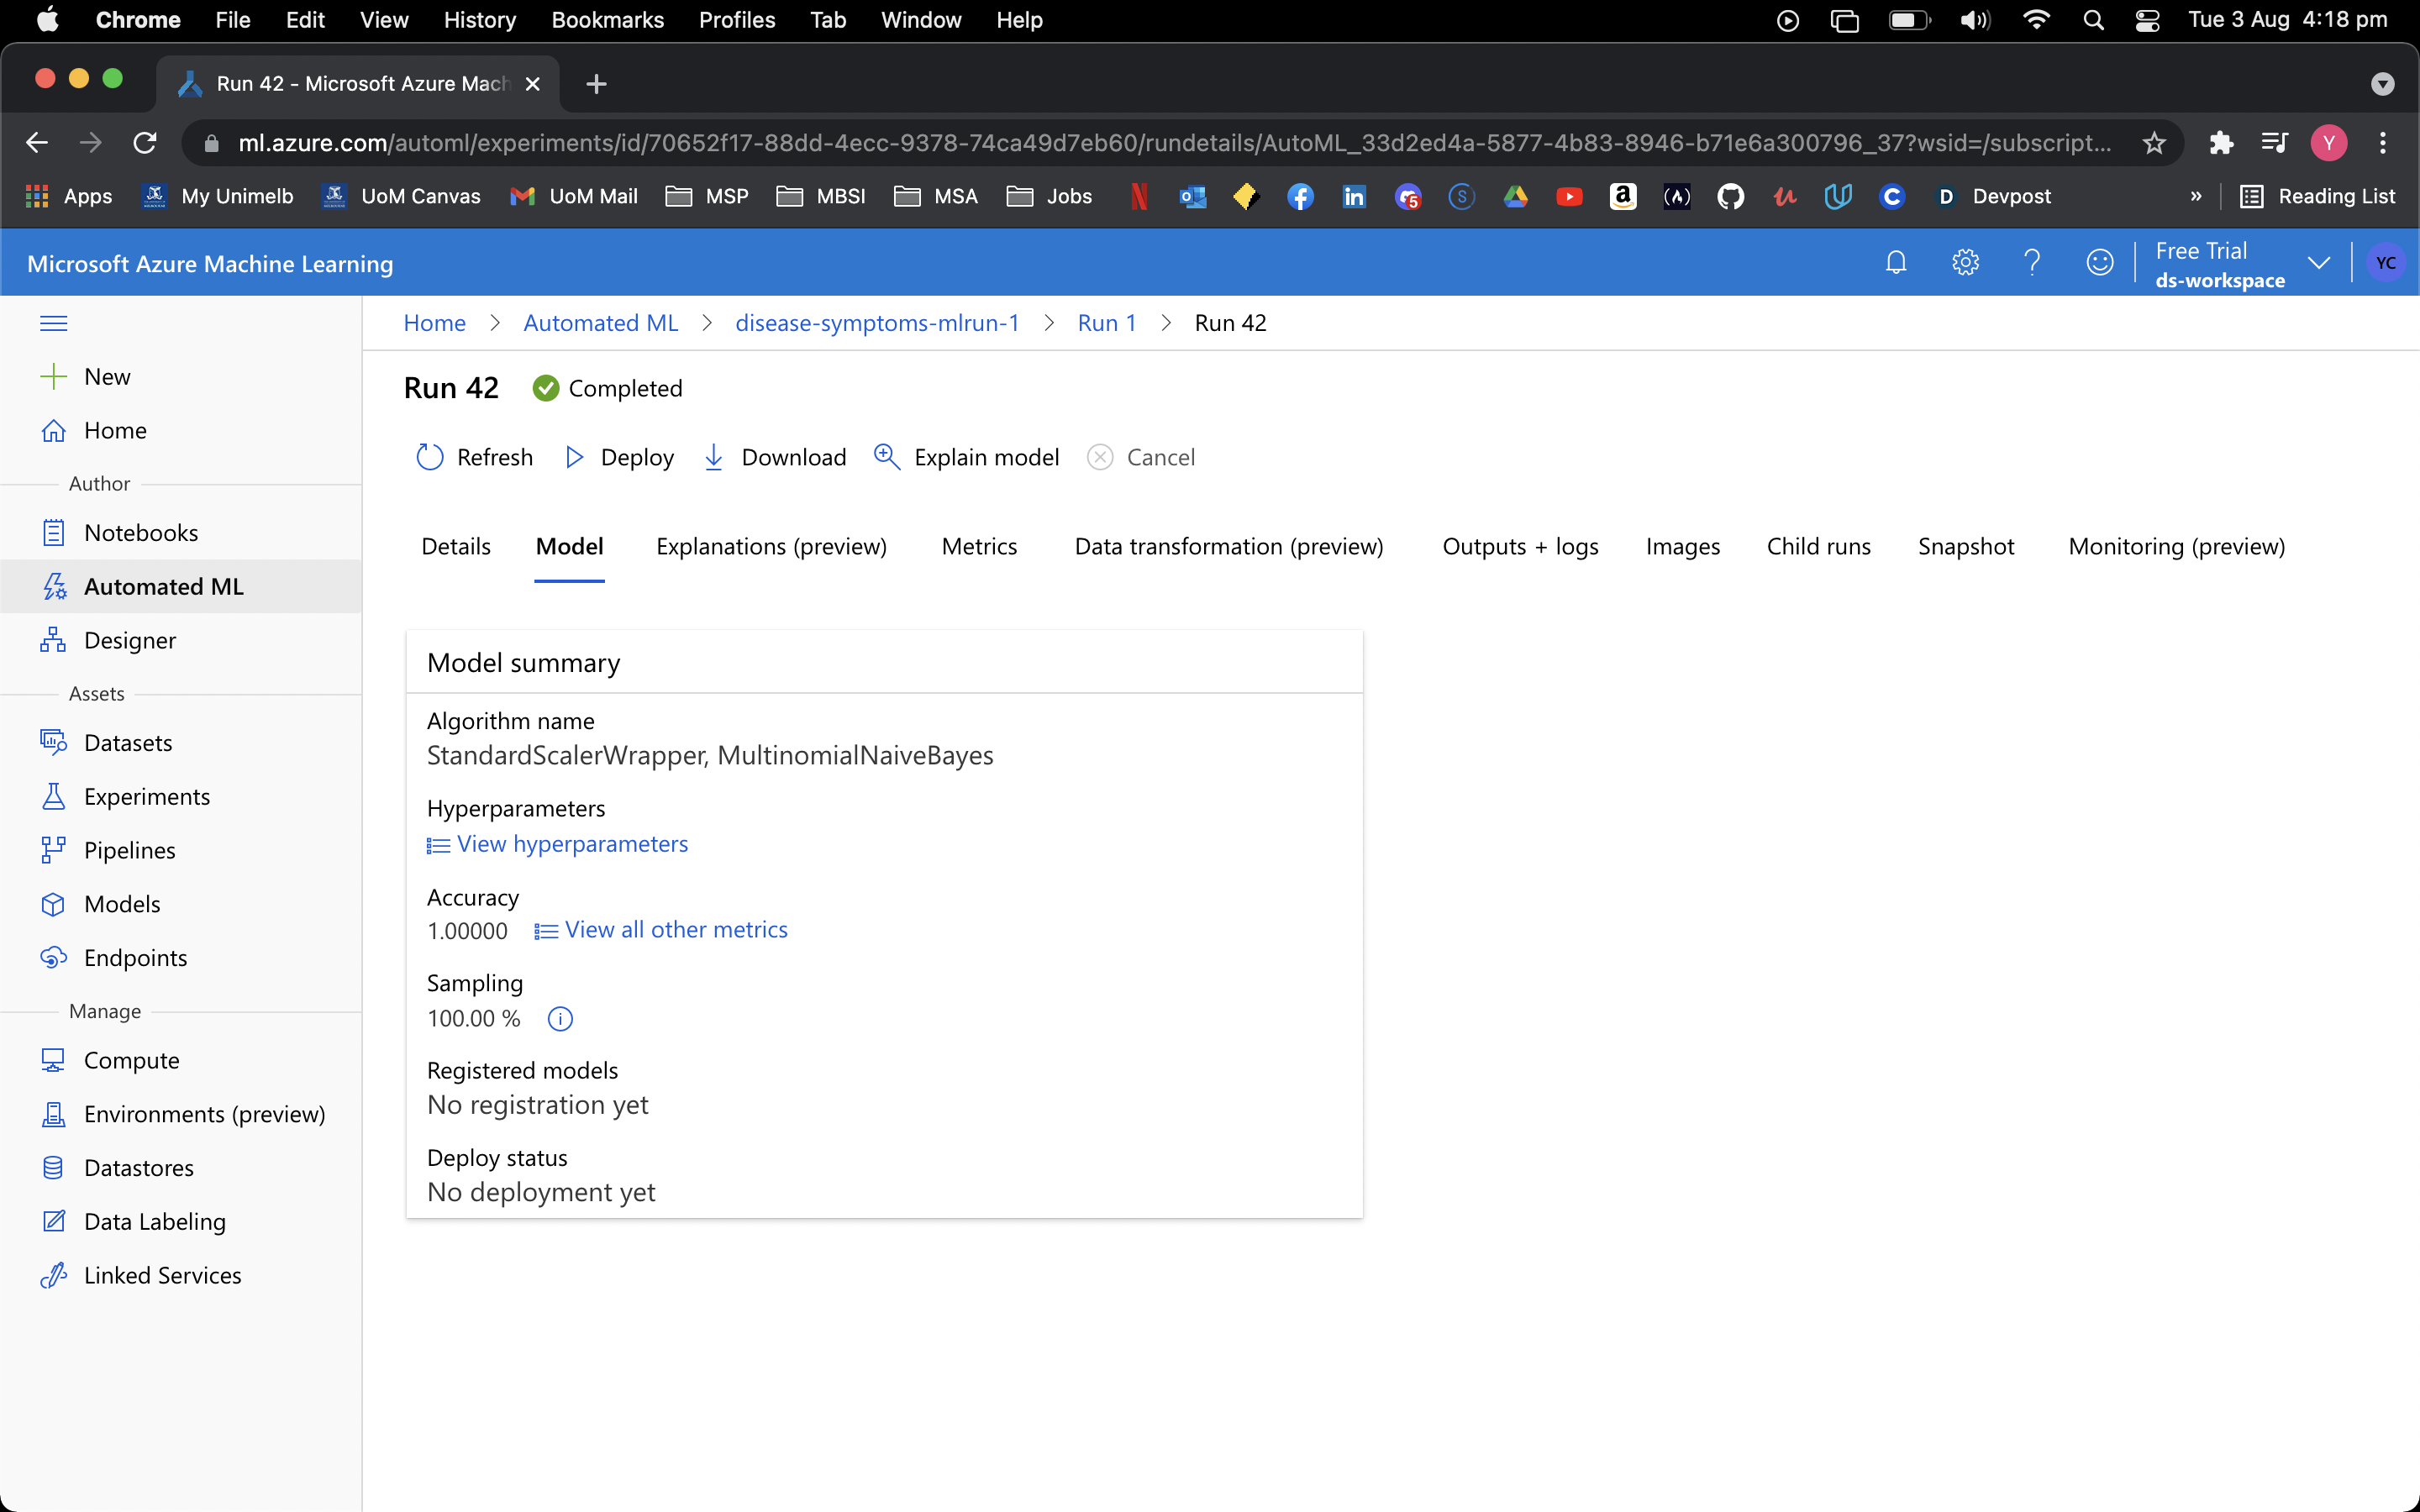 Chrome File Edit View History Bookmarks Profiles Tab Window Help Tue 3 Aug 4:18 pm
Run 42 - Microsoft Azure Mach
ml.azure.com/automl/experiments/id/70652f17-88dd-4ecc-9378-74ca49d7eb60/rundetails/AutoML_33d2ed4a-5877-4b83-8946-b71e6a300796_37?wsid=/subscript... Y
Apps My Unimelb UoM Canvas UoM Mail MSP MBSI MSA Jobs 5 Devpost » Reading List
Microsoft Azure Machine Learning
Free Trial
ds-workspace
YC
New
Home
Author
Notebooks
Automated ML
Designer
Assets
Datasets
Experiments
Pipelines
Models
Endpoints
Manage
Compute
Environments (preview)
Datastores
Data Labeling
Linked Services
Home > Automated ML > disease-symptoms-mlrun-1 > Run 1 > Run 42
Run 42 Completed
Refresh Deploy Download Explain model Cancel
Details Model Explanations (preview) Metrics Data transformation (preview) Outputs + logs Images Child runs Snapshot Monitoring (preview)
Model summary
Algorithm name
StandardScalerWrapper, MultinomialNaiveBayes
Hyperparameters
View hyperparameters
Accuracy
1.00000 View all other metrics
Sampling
100.00 %
Registered models
No registration yet
Deploy status
No deployment yet